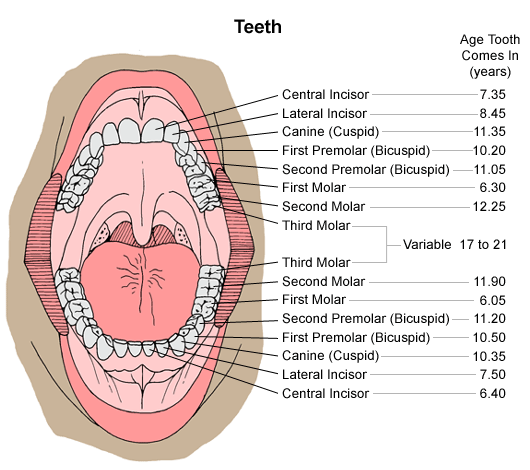 Teeth
Age Tooth
Comes In
(years)
Central Incisor 7.35
Lateral Incisor 8.45
Canine (Cuspid) 11.35
First Premolar (Bicuspid) 10.20
Second Premolar (Bicuspid) 11.05
First Molar 6.30
Second Molar 12.25
Third Molar
Variable 17 to 21
Third Molar
Second Molar 11.90
First Molar 6.05
Second Premolar (Bicuspid) 11.20
First Premolar (Bicuspid) 10.50
Canine (Cuspid) 10.35
Lateral Incisor 7.50
Central Incisor 6.40